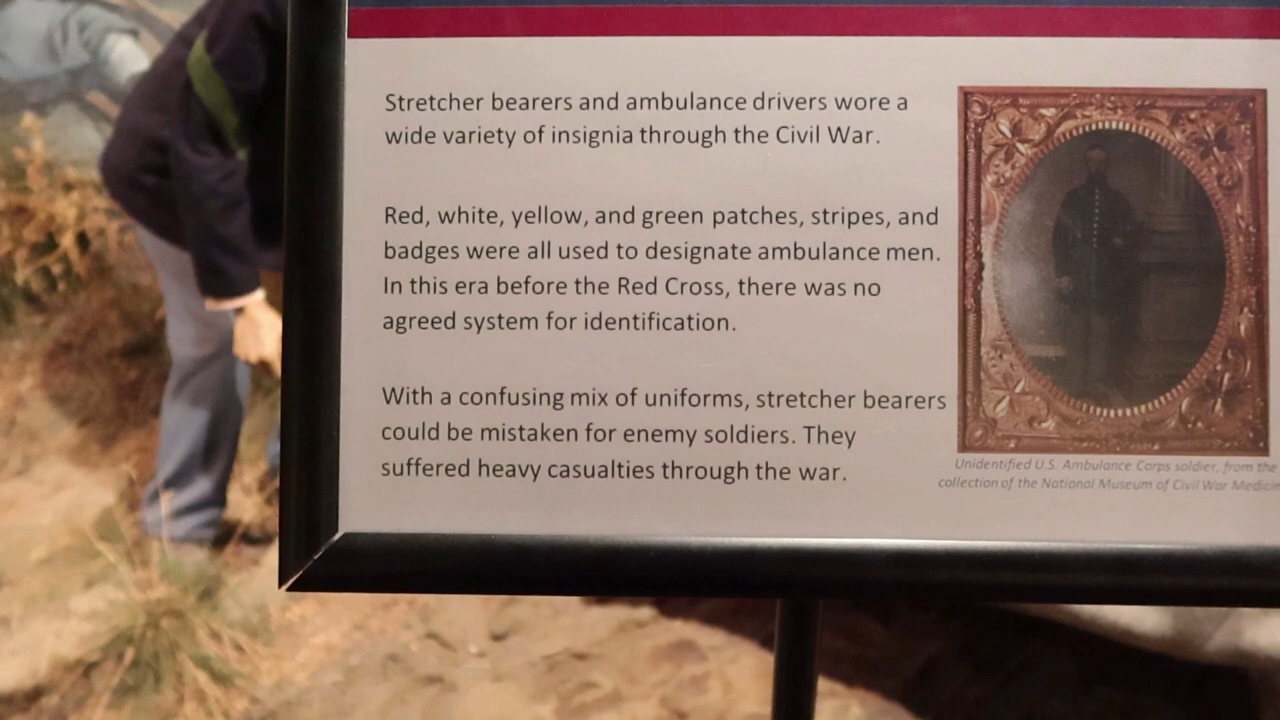 Stretcher bearers and ambulance drivers wore a
wide variety of insignia through the Civil War.
Red, white, yellow, and green patches, stripes, and
badges were all used to designate ambulance men.
In this era before the Red Cross, there was no
agreed system for identification.
With a confusing mix of uniforms, stretcher bearers
could be mistaken for enemy soldiers. They
suffered heavy casualties through the war.
Unidentified U.S. Ambulance Corps soldier, from the
collection of the National Museum of Civil War Medicin